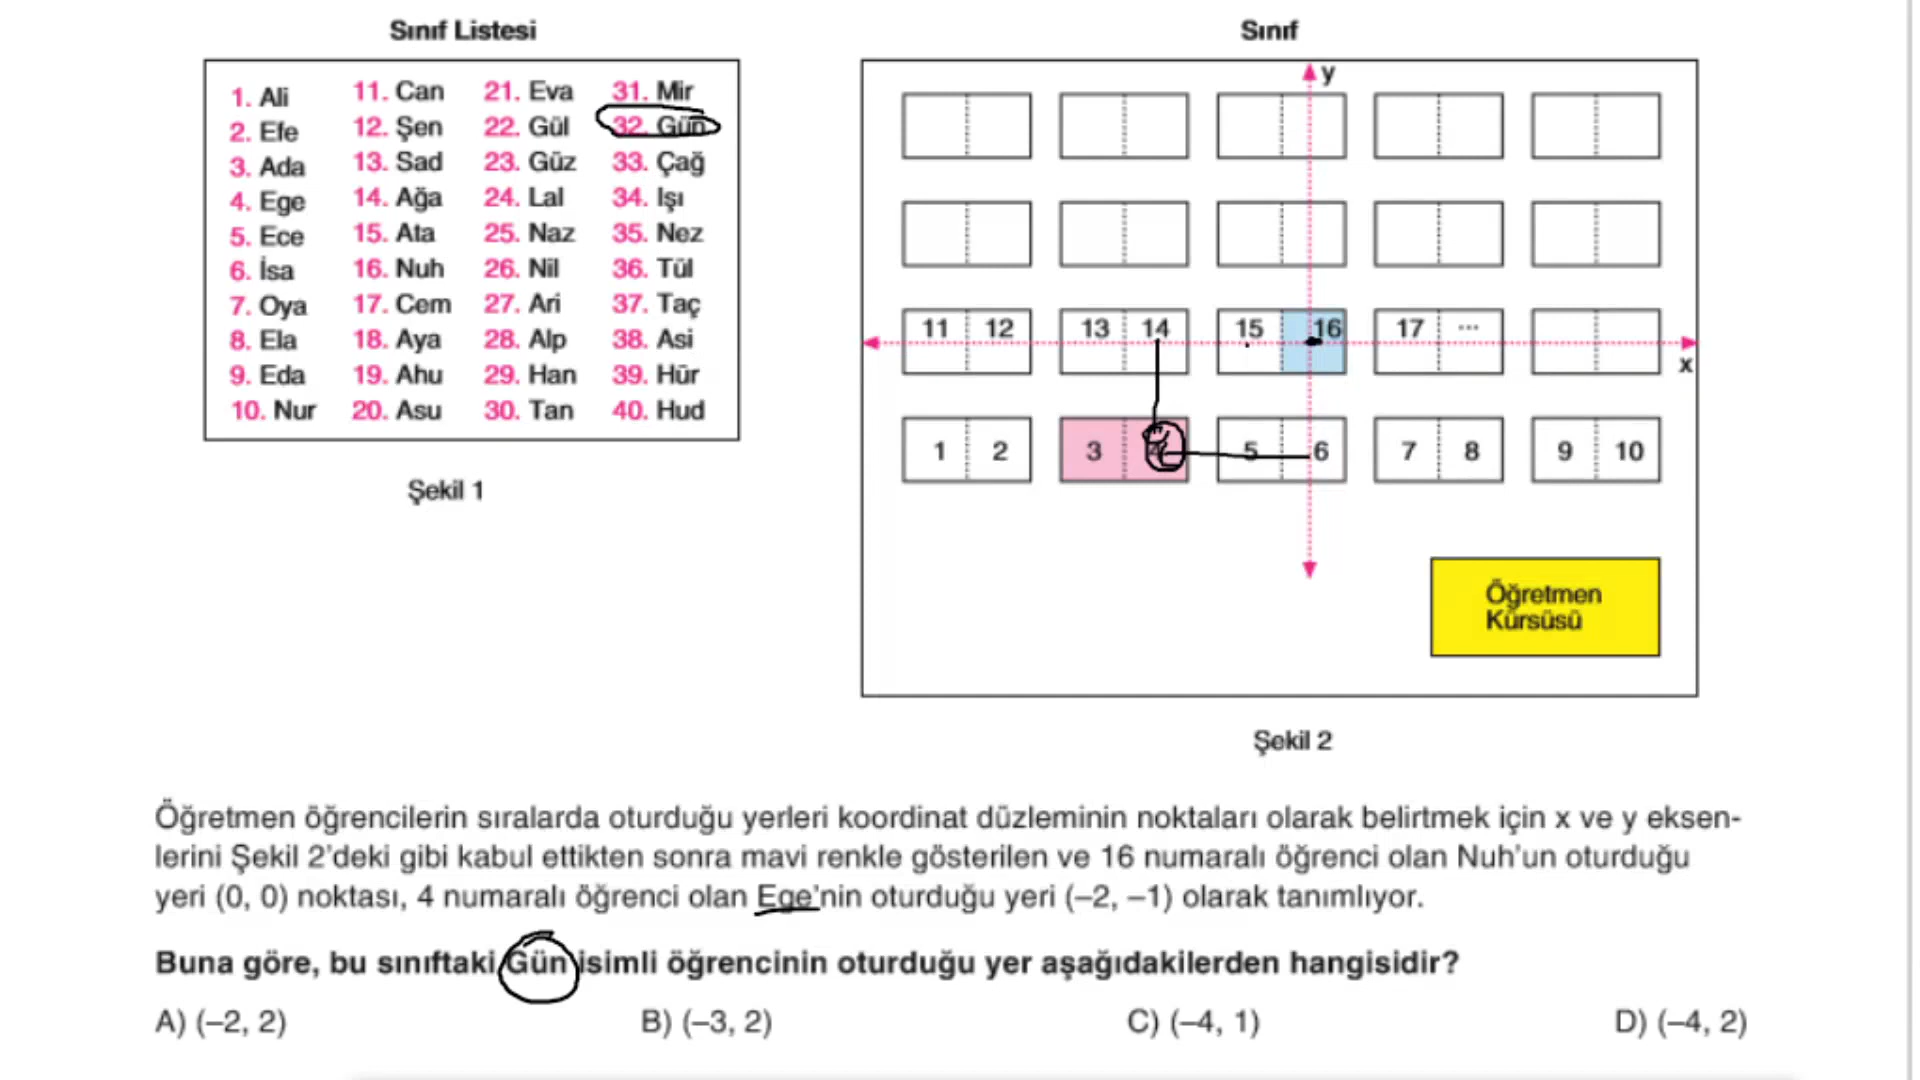 Sınıf Listesi
1. Ali
2. Efe
3. Ada
4. Ege
5. Ece
6. İsa
7. Oya
8. Ela
9. Eda
10. Nur
11. Can
12. Şen
13. Sad
14. Ağa
15. Ata
16. Nuh
17. Cem
18. Aya
19. Ahu
20. Asu
21. Eva
22. Gül
23. Güz
24. Lal
25. Naz
26. Nil
27. Ari
28. Alp
29. Han
30. Tan
31. Mir
32. Gün
33. Çağ
34. Işı
35. Nez
36. Tül
37. Taç
38. Asi
39. Hür
40. Hud
Şekil 1
Sınıf
y
11 12 13 14 15 16 17 ...
x
1 2 3 4 5 6 7 8 9 10
Öğretmen
Kürsüsü
Şekil 2
Öğretmen öğrencilerin sıralarda oturduğu yerleri koordinat düzleminin noktaları olarak belirtmek için x ve y eksen-
lerini Şekil 2'deki gibi kabul ettikten sonra mavi renkle gösterilen ve 16 numaralı öğrenci olan Nuh'un oturduğu
yeri (0, 0) noktası, 4 numaralı öğrenci olan Ege'nin oturduğu yeri (–2, –1) olarak tanımlıyor.
Buna göre, bu sınıftaki Gün isimli öğrencinin oturduğu yer aşağıdakilerden hangisidir?
A) (–2, 2) B) (–3, 2) C) (–4, 1) D) (–4, 2)